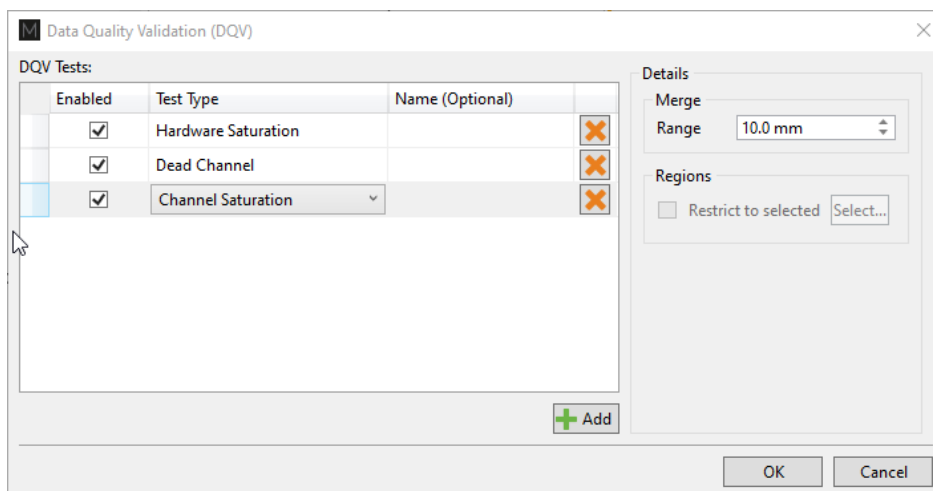 M Data Quality Validation (DQV)
DQV Tests:
Enabled Test Type Name (Optional)
Hardware Saturation
Dead Channel
Channel Saturation
Add
Details
Merge
Range 10.0 mm
Regions
Restrict to selected Select...
OK Cancel